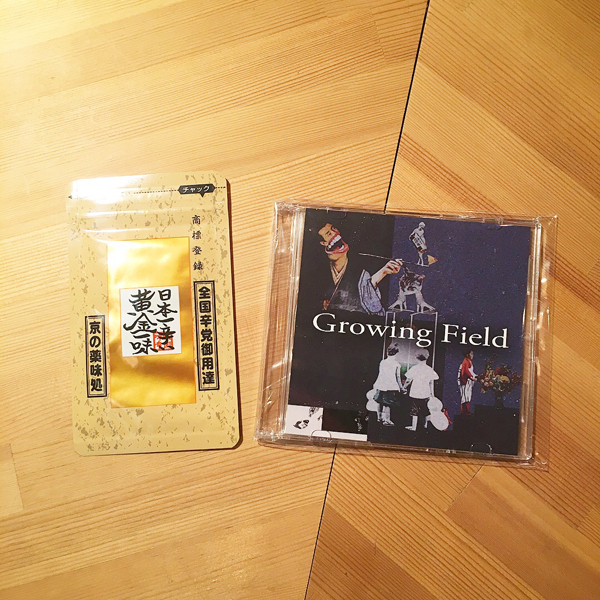 チャック
商標登録
全国辛党御用達
日本一辛い
黄金一味
京の薬味処
Growing Field